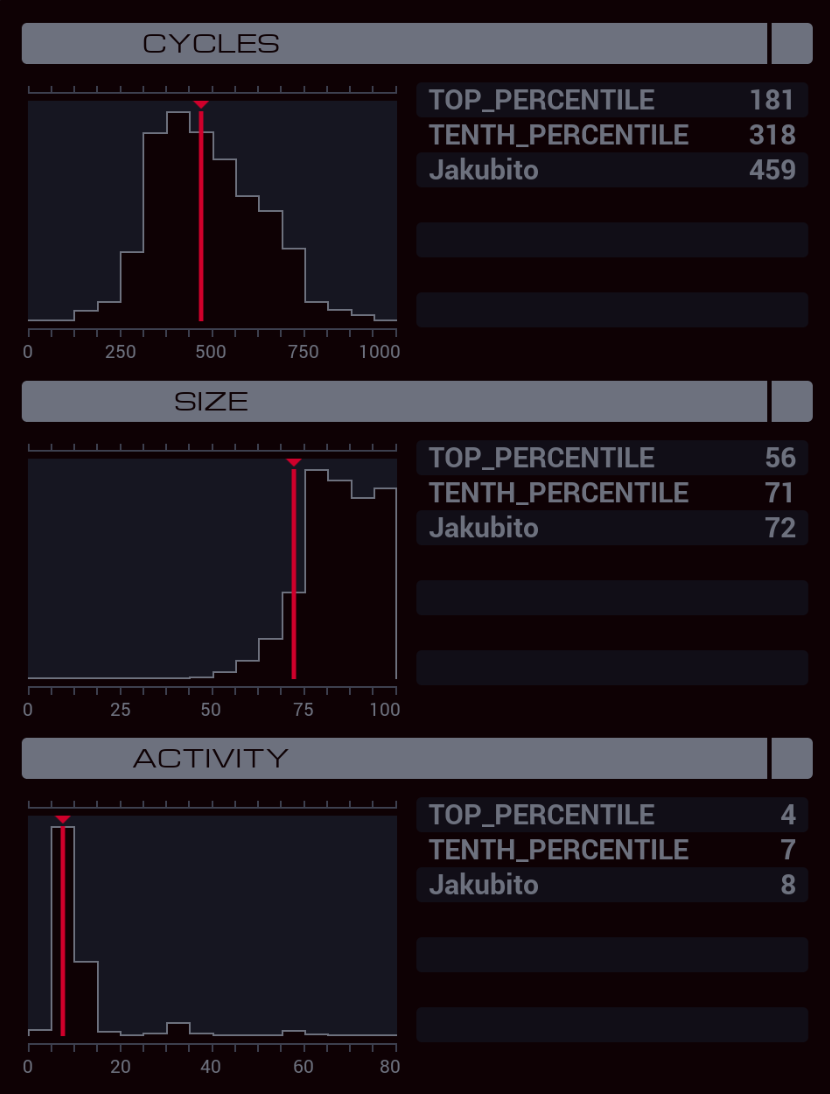 CYCLES
TOP_PERCENTILE 181
TENTH_PERCENTILE 318
Jakubito 459
0 250 500 750 1000
SIZE
TOP_PERCENTILE 56
TENTH_PERCENTILE 71
Jakubito 72
0 25 50 75 100
ACTIVITY
TOP_PERCENTILE 4
TENTH_PERCENTILE 7
Jakubito 8
0 20 40 60 80